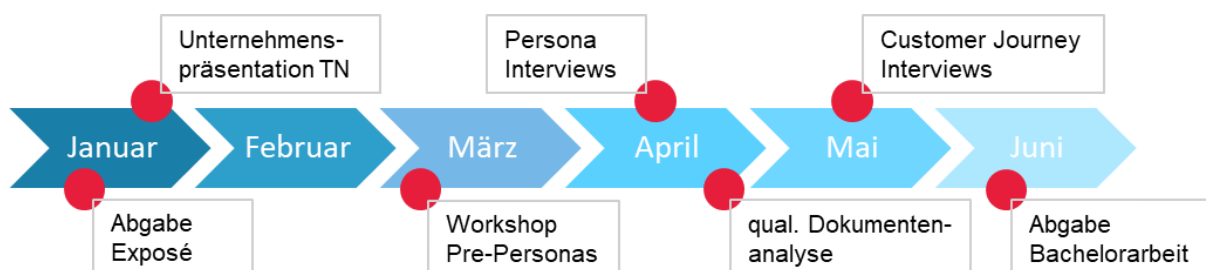 Unternehmens-
präsentation TN
Persona
Interviews
Customer Journey
Interviews
Januar
Februar
März
April
Mai
Juni
Abgabe
Exposé
Workshop
Pre-Personas
qual. Dokumenten-
analyse
Abgabe
Bachelorarbeit